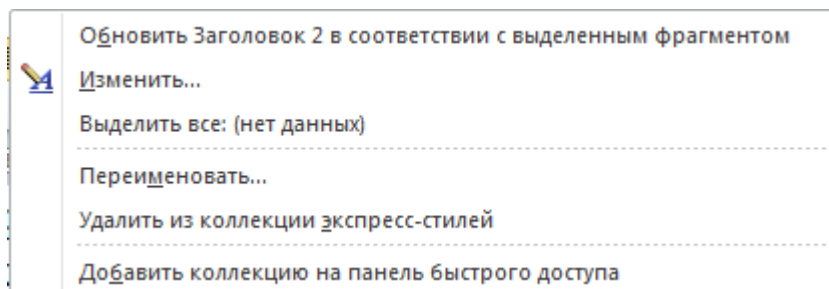 Обновить Заголовок 2 в соответствии с выделенным фрагментом
Изменить...
Выделить все: (нет данных)
Переименовать...
Удалить из коллекции экспресс-стилей
Добавить коллекцию на панель быстрого доступа